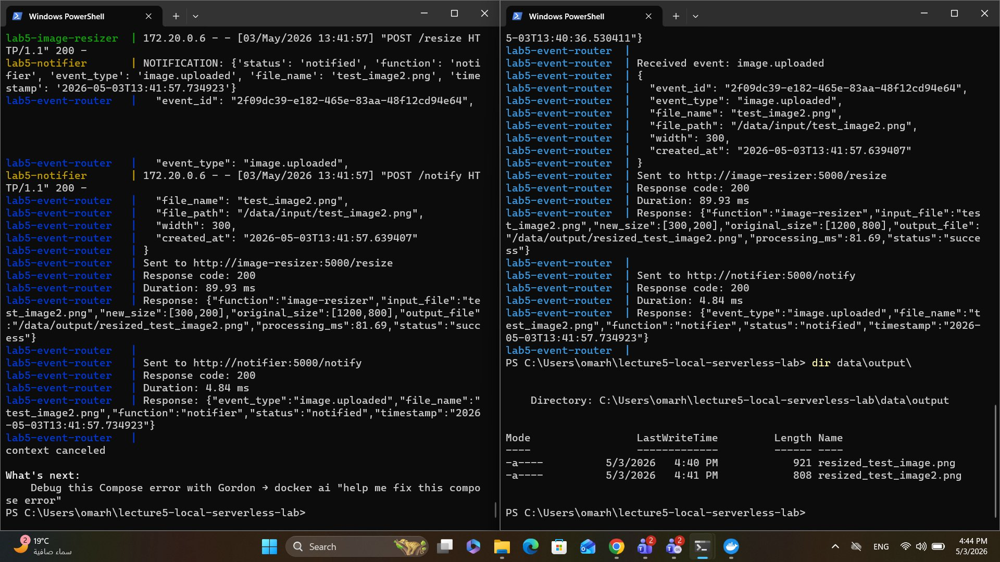 Windows PowerShell
lab5-image-resizer | 172.20.0.6 - - [03/May/2026 13:41:57] "POST /resize HT
TP/1.1" 200 -
lab5-notifier | NOTIFICATION: {'status': 'notified', 'function': 'noti
fier', 'event_type': 'image.uploaded', 'file_name': 'test_image2.png', 'time
stamp': '2026-05-03T13:41:57.734923'}
lab5-event-router | "event_id": "2f09dc39-e182-465e-83aa-48f12cd94e64",
lab5-event-router | "event_type": "image.uploaded",
lab5-notifier | 172.20.0.6 - - [03/May/2026 13:41:57] "POST /notify HT
TP/1.1" 200 -
lab5-event-router | "file_name": "test_image2.png",
lab5-event-router | "file_path": "/data/input/test_image2.png",
lab5-event-router | "width": 300,
lab5-event-router | "created_at": "2026-05-03T13:41:57.639407"
lab5-event-router | }
lab5-event-router | Sent to http://image-resizer:5000/resize
lab5-event-router | Response code: 200
lab5-event-router | Duration: 89.93 ms
lab5-event-router | Response: {"function":"image-resizer","input_file":"te
st_image2.png","new_size":[300,200],"original_size":[1200,800],"output_file"
:"/data/output/resized_test_image2.png","processing_ms":81.69,"status":"succ
ess"}
lab5-event-router |
lab5-event-router | Sent to http://notifier:5000/notify
lab5-event-router | Response code: 200
lab5-event-router | Duration: 4.84 ms
lab5-event-router | Response: {"event_type":"image.uploaded","file_name":"
test_image2.png","function":"notifier","status":"notified","timestamp":"2026
-05-03T13:41:57.734923"}
lab5-event-router |
context canceled
What's next:
Debug this Compose error with Gordon → docker ai "help me fix this compo
se error"
PS C:\Users\omarh\lecture5-local-serverless-lab>
Windows PowerShell
5-03T13:40:36.530411"}
lab5-event-router |
lab5-event-router | Received event: image.uploaded
lab5-event-router | {
lab5-event-router | "event_id": "2f09dc39-e182-465e-83aa-48f12cd94e64",
lab5-event-router | "event_type": "image.uploaded",
lab5-event-router | "file_name": "test_image2.png",
lab5-event-router | "file_path": "/data/input/test_image2.png",
lab5-event-router | "width": 300,
lab5-event-router | "created_at": "2026-05-03T13:41:57.639407"
lab5-event-router | }
lab5-event-router | Sent to http://image-resizer:5000/resize
lab5-event-router | Response code: 200
lab5-event-router | Duration: 89.93 ms
lab5-event-router | Response: {"function":"image-resizer","input_file":"tes
t_image2.png","new_size":[300,200],"original_size":[1200,800],"output_file":
"/data/output/resized_test_image2.png","processing_ms":81.69,"status":"succe
ss"}
lab5-event-router |
lab5-event-router | Sent to http://notifier:5000/notify
lab5-event-router | Response code: 200
lab5-event-router | Duration: 4.84 ms
lab5-event-router | Response: {"event_type":"image.uploaded","file_name":"t
est_image2.png","function":"notifier","status":"notified","timestamp":"2026-
05-03T13:41:57.734923"}
lab5-event-router |
PS C:\Users\omarh\lecture5-local-serverless-lab> dir data\output\
Directory: C:\Users\omarh\lecture5-local-serverless-lab\data\output
Mode LastWriteTime Length Name
---- ------------- ------ ----
-a---- 5/3/2026 4:40 PM 921 resized_test_image.png
-a---- 5/3/2026 4:41 PM 808 resized_test_image2.png
PS C:\Users\omarh\lecture5-local-serverless-lab>
2 19°C
سماء صافية
Search
2
2
ENG
4:44 PM
5/3/2026